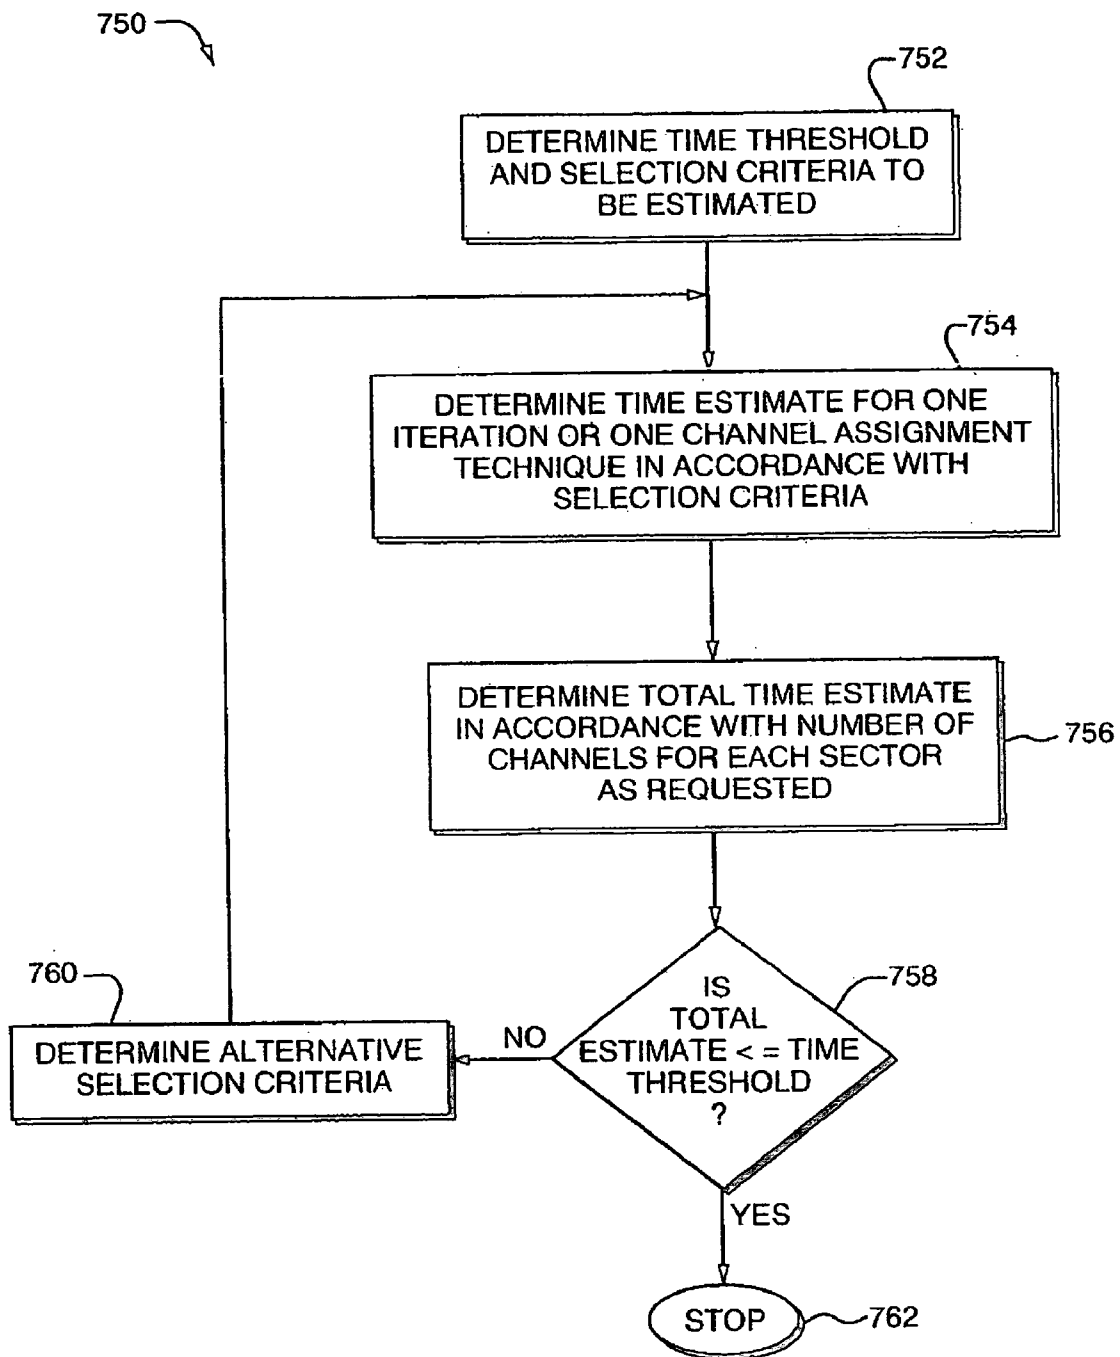 750
752
DETERMINE TIME THRESHOLD
AND SELECTION CRITERIA TO
BE ESTIMATED
754
DETERMINE TIME ESTIMATE FOR ONE
ITERATION OR ONE CHANNEL ASSIGNMENT
TECHNIQUE IN ACCORDANCE WITH
SELECTION CRITERIA
DETERMINE TOTAL TIME ESTIMATE
IN ACCORDANCE WITH NUMBER OF
CHANNELS FOR EACH SECTOR
AS REQUESTED
756
758
IS
TOTAL
ESTIMATE < = TIME
THRESHOLD
?
NO
760
DETERMINE ALTERNATIVE
SELECTION CRITERIA
YES
STOP
762